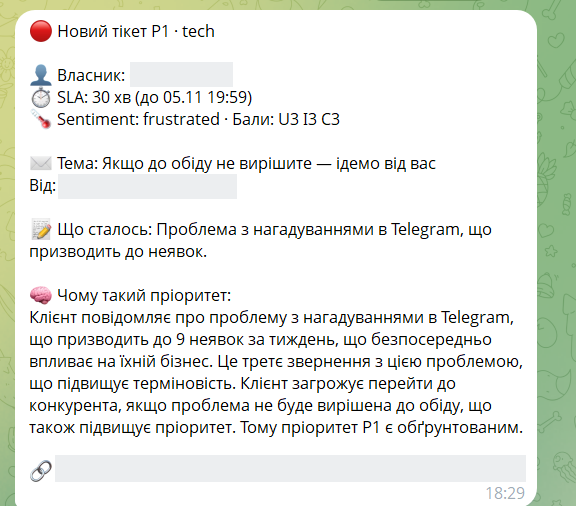 Новий тікет P1 · tech
Власник:
SLA: 30 хв (до 05.11 19:59)
Sentiment: frustrated · Бали: U3 I3 C3
Тема: Якщо до обіду не вирішите — ідемо від вас
Від:
Що сталось: Проблема з нагадуваннями в Telegram, що
призводить до неявок.
Чому такий пріоритет:
Клієнт повідомляє про проблему з нагадуваннями в Telegram,
що призводить до 9 неявок за тиждень, що безпосередньо
впливає на їхній бізнес. Це третє звернення з цією проблемою,
що підвищує терміновість. Клієнт загрожує перейти до
конкурента, якщо проблема не буде вирішена до обіду, що
також підвищує пріоритет. Тому пріоритет P1 є обґрунтованим.
18:29